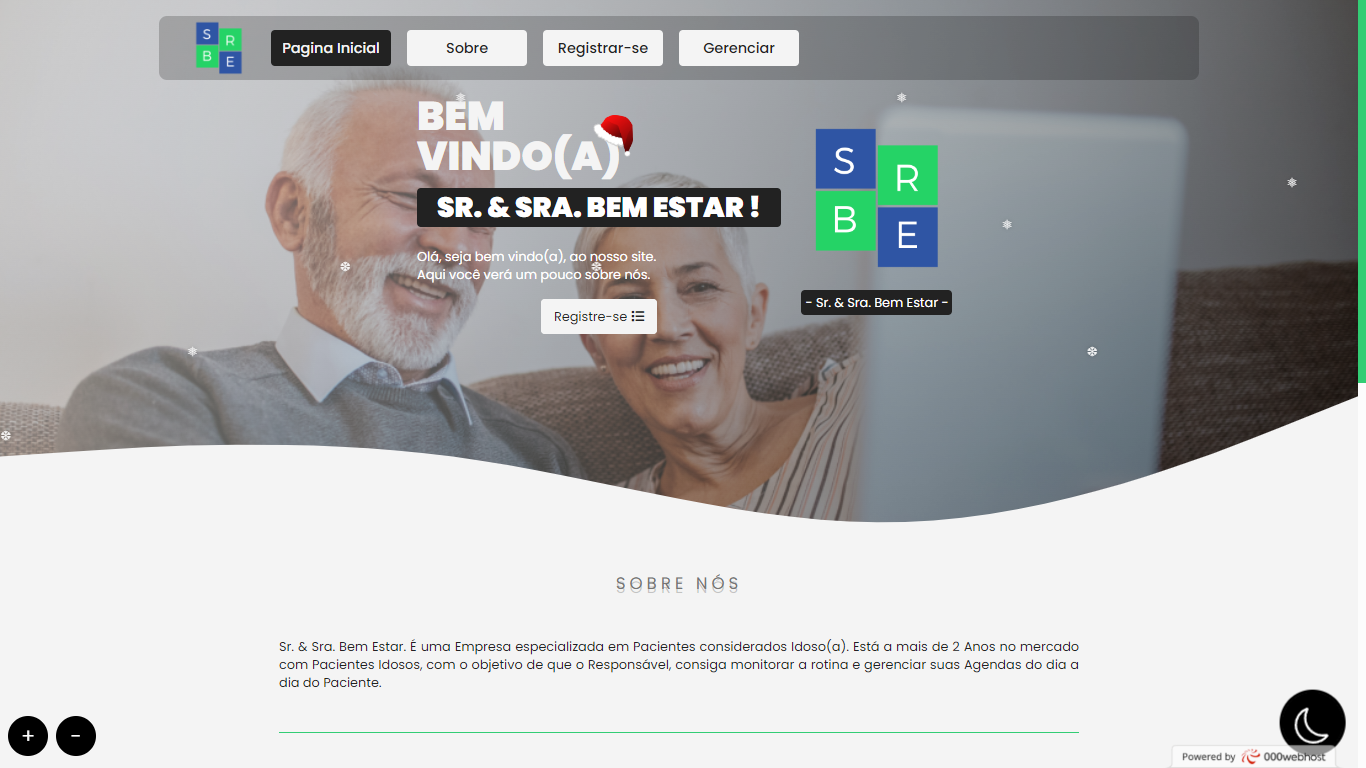 S
R
B
E
Pagina Inicial
Sobre
Registrar-se
Gerenciar
BEM
VINDO(A)
SR. & SRA. BEM ESTAR !
Olá, seja bem vindo(a), ao nosso site.
Aqui você verá um pouco sobre nós.
Registre-se
S
R
B
E
- Sr. & Sra. Bem Estar -
SOBRE NÓS
Sr. & Sra. Bem Estar. É uma Empresa especializada em Pacientes considerados Idoso(a). Está a mais de 2 Anos no mercado
com Pacientes Idosos, com o objetivo de que o Responsável, consiga monitorar a rotina e gerenciar suas Agendas do dia a
dia do Paciente.
+
-
Powered by 000webhost